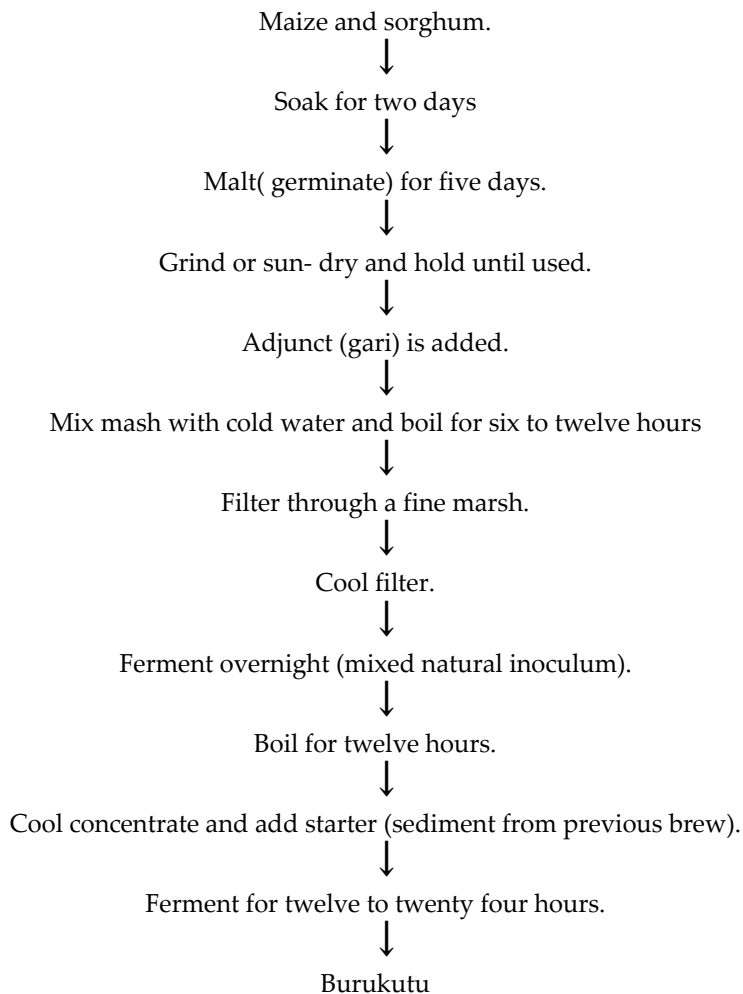 Maize and sorghum.
Soak for two days
Malt( germinate) for five days.
Grind or sun- dry and hold until used.
Adjunct (gari) is added.
Mix mash with cold water and boil for six to twelve hours
Filter through a fine marsh.
Cool filter.
Ferment overnight (mixed natural inoculum).
Boil for twelve hours.
Cool concentrate and add starter (sediment from previous brew).
Ferment for twelve to twenty four hours.
Burukutu